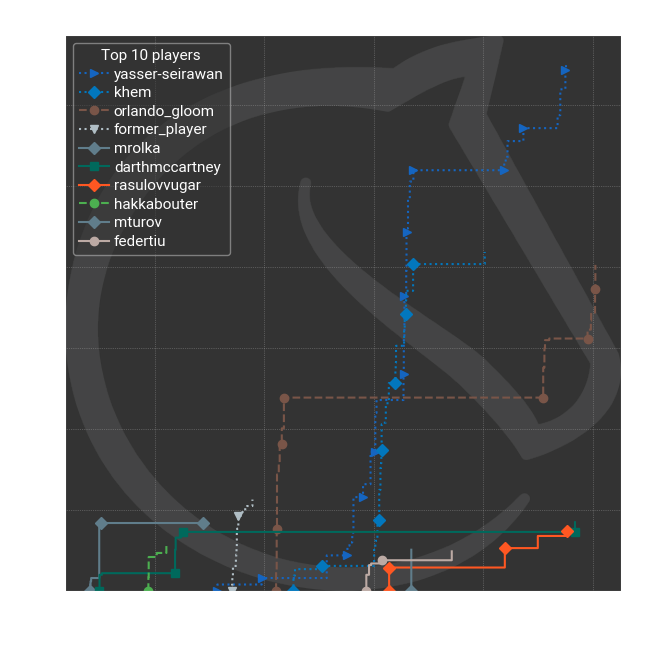 Top 10 players
yasser-seirawan
khem
orlando_gloom
former_player
mrolka
darthmccartney
rasulovvugar
hakkabouter
mturov
federtiu